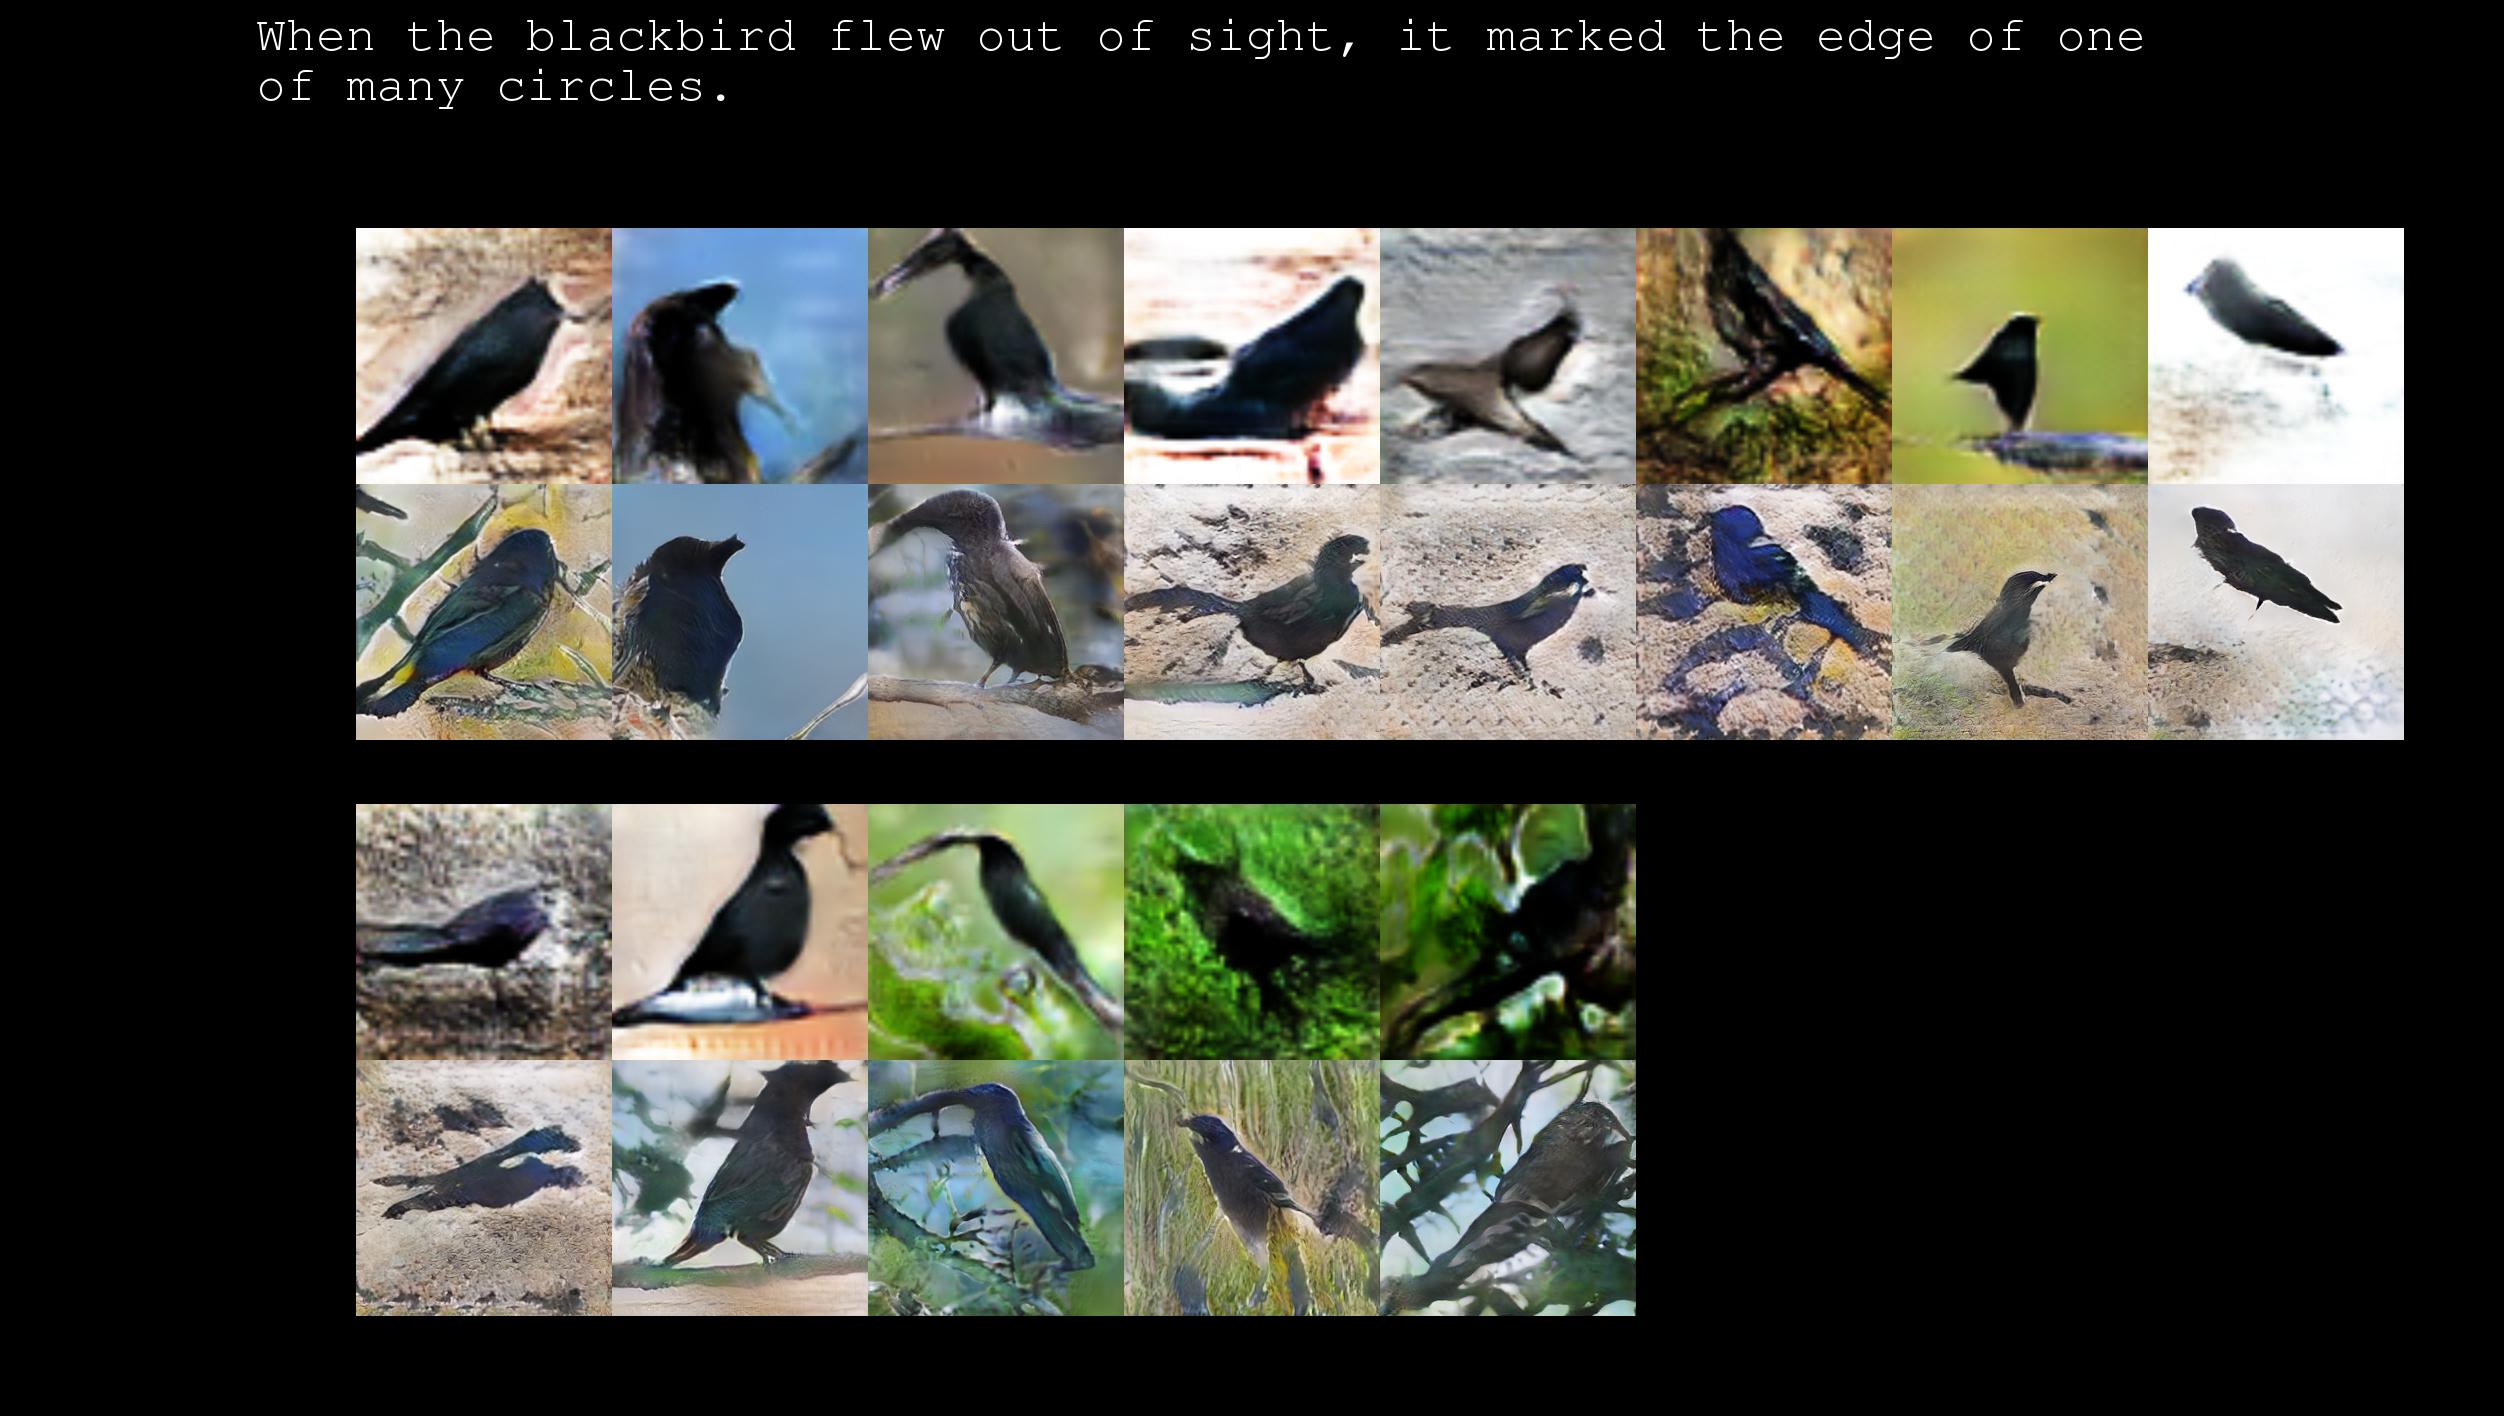 When the blackbird flew out of sight, it marked the edge of one
of many circles.